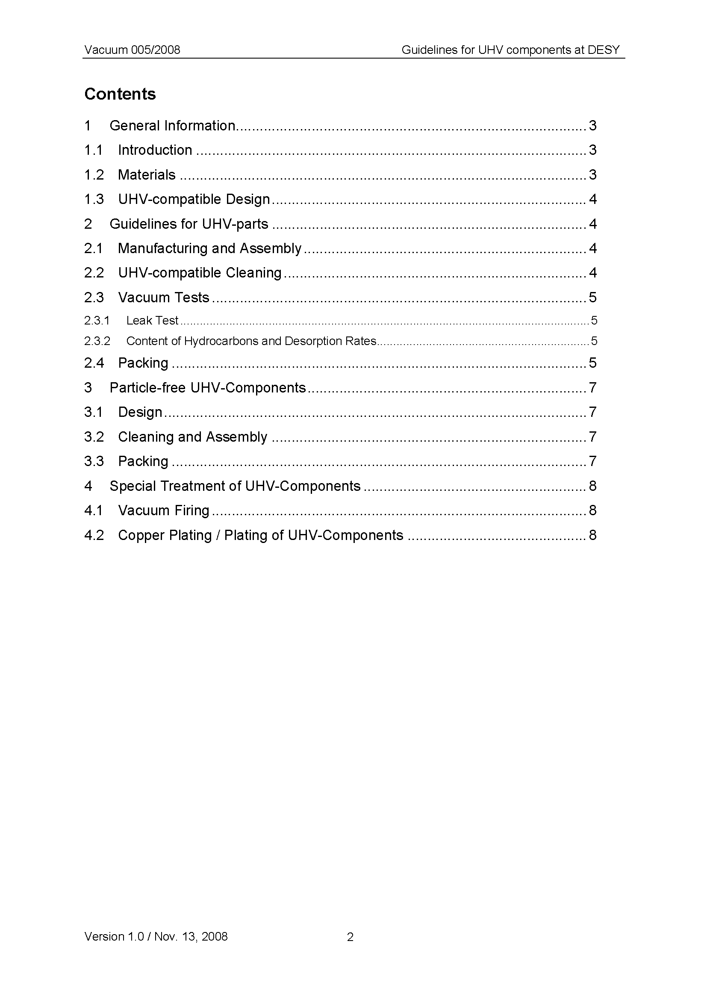 Vacuum 005/2008 Guidelines for UHV components at DESY
Contents
1 General Information 3
1.1 Introduction 3
1.2 Materials 3
1.3 UHV-compatible Design 4
2 Guidelines for UHV-parts 4
2.1 Manufacturing and Assembly 4
2.2 UHV-compatible Cleaning 4
2.3 Vacuum Tests 5
2.3.1 Leak Test 5
2.3.2 Content of Hydrocarbons and Desorption Rates 5
2.4 Packing 5
3 Particle-free UHV-Components 7
3.1 Design 7
3.2 Cleaning and Assembly 7
3.3 Packing 7
4 Special Treatment of UHV-Components 8
4.1 Vacuum Firing 8
4.2 Copper Plating / Plating of UHV-Components 8
Version 1.0 / Nov. 13, 2008 2